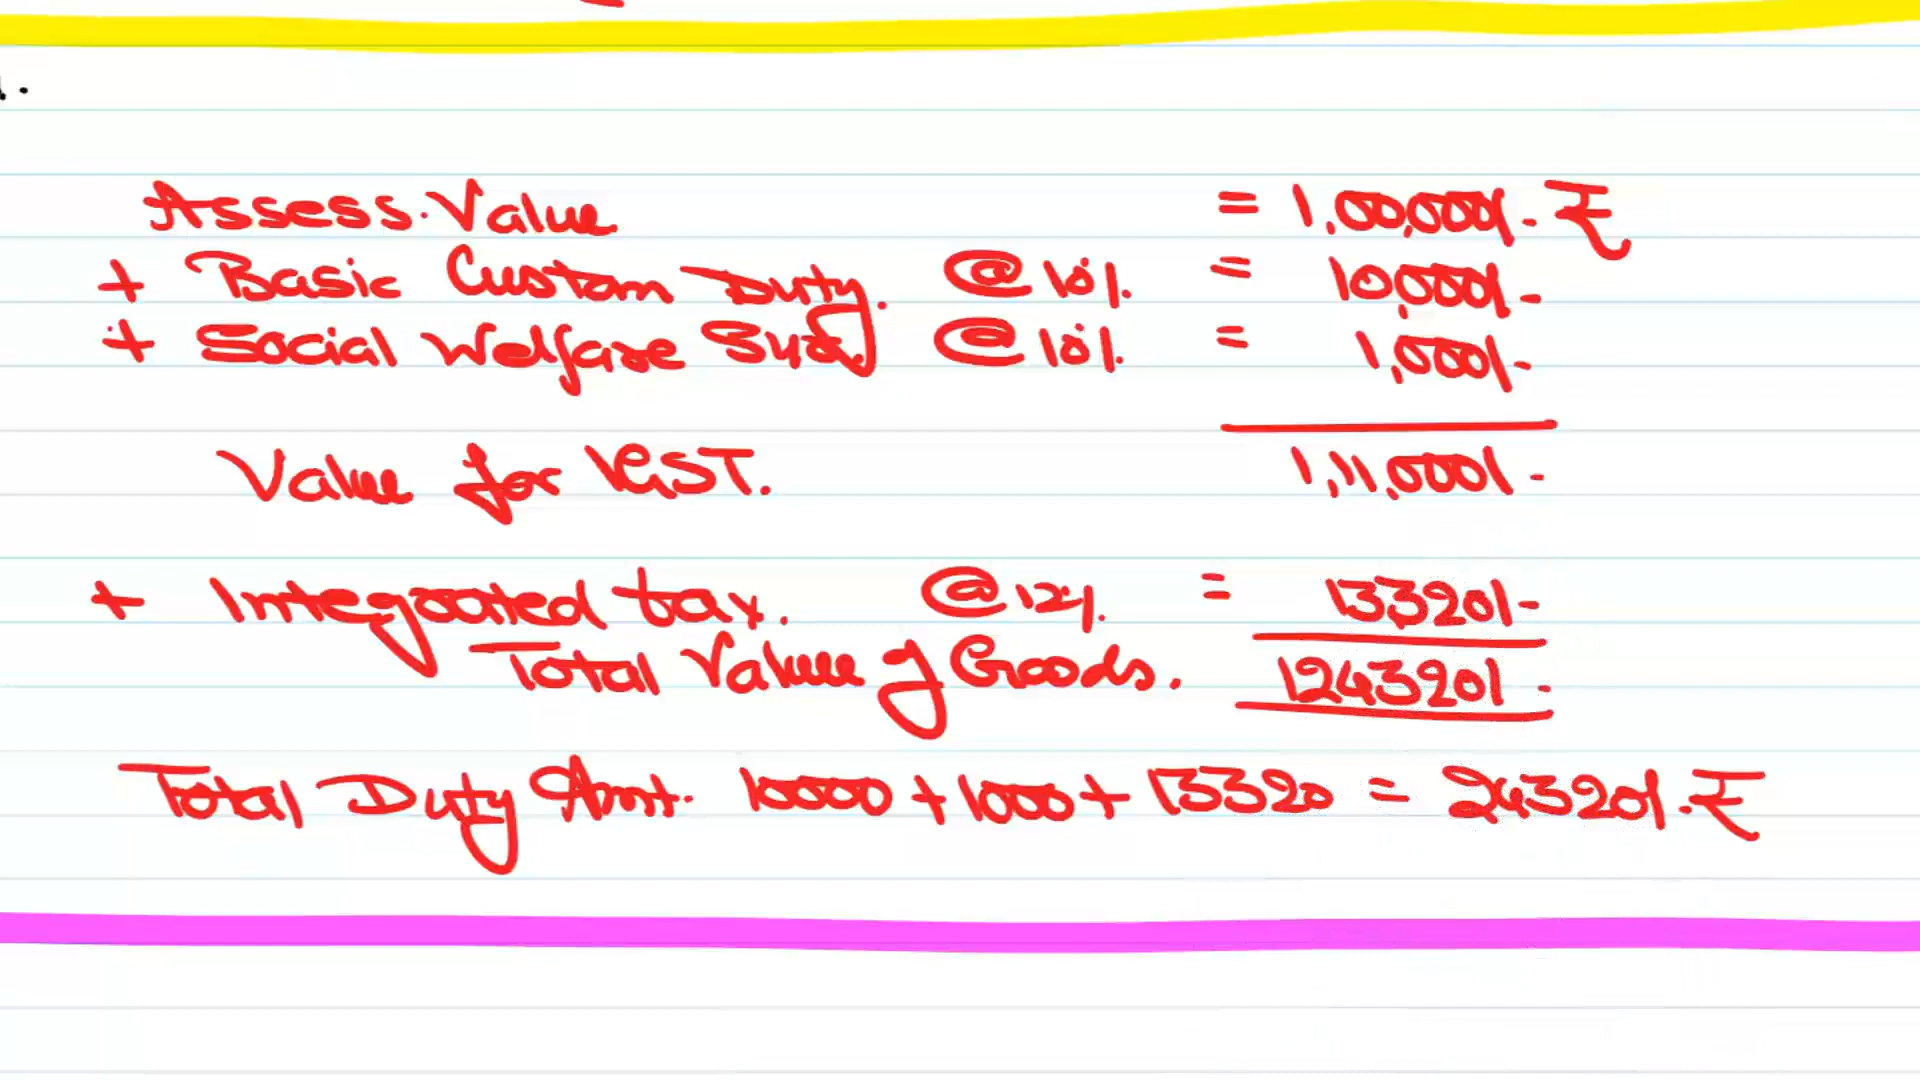 Assess. Value = 1,00,000/- ₹
+ Basic Custom Duty. @ 10% = 10,000/-
+ Social Welfare Sur. @ 10% = 1,000/-
Value for IGST. 1,11,000/-
+ Integrated tax. @ 12% = 13320/-
Total Value of Goods. 124320/-
Total Duty Amt. 10000 + 1000 + 13320 = 24320/- ₹